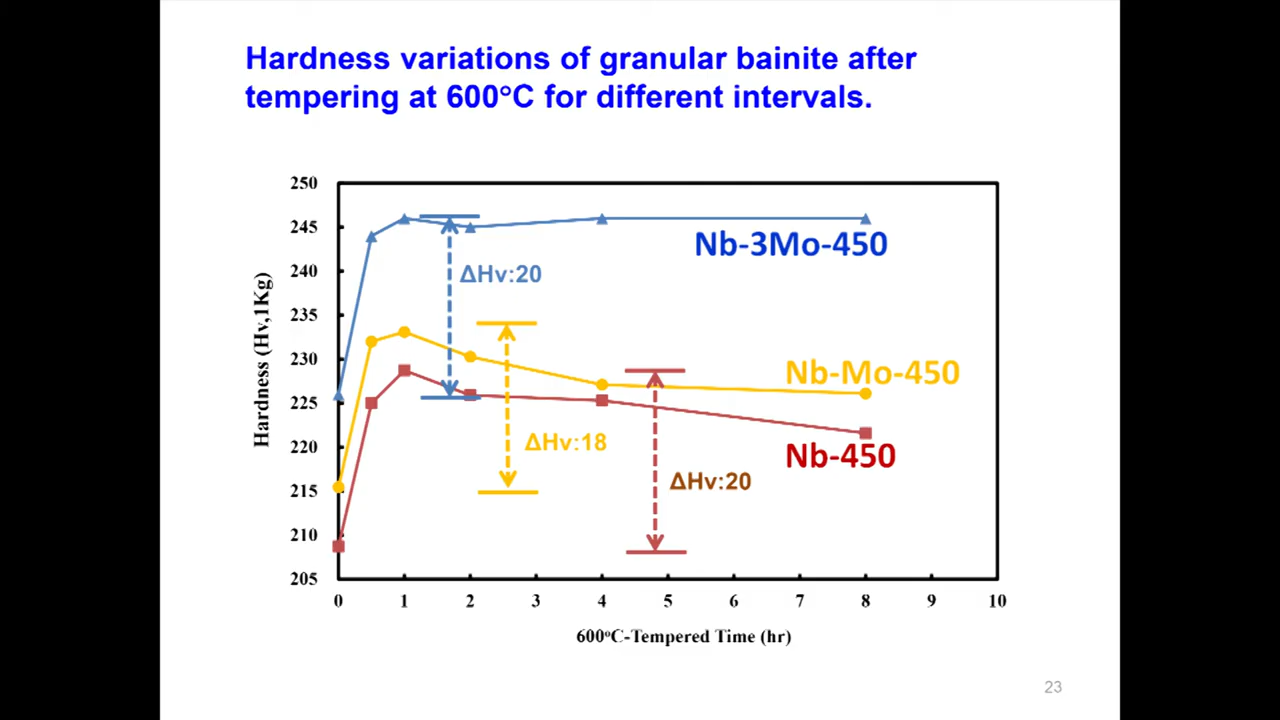 Hardness variations of granular bainite after
tempering at 600°C for different intervals.
Hardness (Hv,1Kg)
250
245
240
235
230
225
220
215
210
205
Nb-3Mo-450
ΔHv:20
Nb-Mo-450
ΔHv:18
Nb-450
ΔHv:20
0 1 2 3 4 5 6 7 8 9 10
600°C-Tempered Time (hr)
23